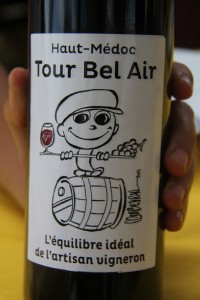 Haut-Médoc
Tour Bel Air
L'équilibre idéal
de l'artisan vigneron